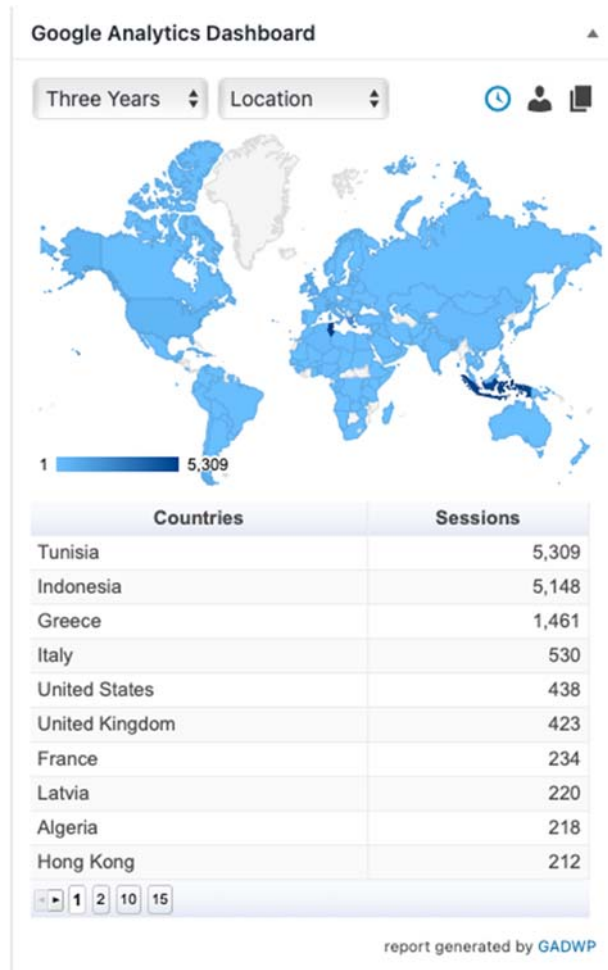 Google Analytics Dashboard
Three Years Location
1 5,309
Countries Sessions
Tunisia 5,309
Indonesia 5,148
Greece 1,461
Italy 530
United States 438
United Kingdom 423
France 234
Latvia 220
Algeria 218
Hong Kong 212
1 2 10 15
report generated by GADWP